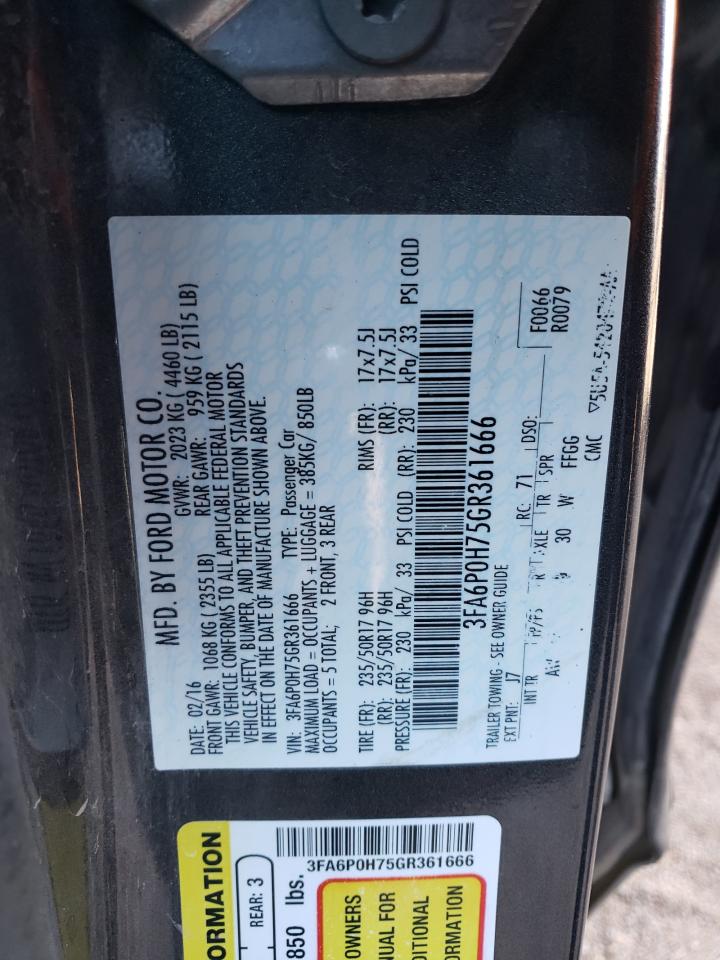 MFD. BY FORD MOTOR CO.
DATE: 02/16 GVWR: 2023 KG ( 4460 LB)
FRONT GAWR: 1068 KG ( 2355 LB) REAR GAWR: 959 KG ( 2115 LB)
THIS VEHICLE CONFORMS TO ALL APPLICABLE FEDERAL MOTOR
VEHICLE SAFETY, BUMPER, AND THEFT PREVENTION STANDARDS
IN EFFECT ON THE DATE OF MANUFACTURE SHOWN ABOVE.
VIN: 3FA6P0H75GR361666 TYPE: Passenger Car
MAXIMUM LOAD = OCCUPANTS + LUGGAGE = 385KG/ 850LB
OCCUPANTS = 5 TOTAL; 2 FRONT, 3 REAR
TIRE (FR): 235/50R17 96H RIMS (FR): 17x7.5J
(RR): 235/50R17 96H (RR): 17x7.5J
PRESSURE (FR): 230 kPa/ 33 PSI COLD (RR): 230 kPa/ 33 PSI COLD
3FA6P0H75GR361666
TRAILER TOWING - SEE OWNER GUIDE
EXT PNT: J7 RC: 71 DSO: F0066
R0079
INT TR TR SPR
30 W FFGG
CMC
ORMATION
REAR: 3
850 lbs.
3FA6P0H75GR361666
OWNERS
NUAL FOR
DITIONAL
ORMATION